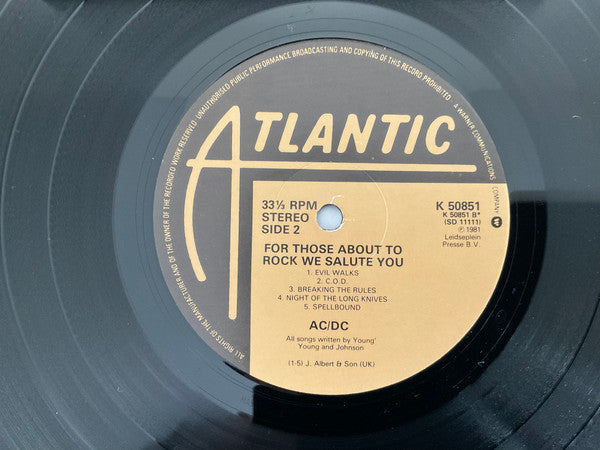 ALL RIGHTS OF THE MANUFACTURER AND OF THE OWNER OF THE RECORDED WORK RESERVED. UNAUTHORISED PUBLIC PERFORMANCE BROADCASTING AND COPYING OF THIS RECORD PROHIBITED.
A WARNER COMMUNICATIONS COMPANY
ATLANTIC
33⅓ RPM
STEREO
SIDE 2
K 50851
K 50851 B*
(SD 11111)
℗ 1981
Leidseplein
Presse B.V.
FOR THOSE ABOUT TO
ROCK WE SALUTE YOU
1. EVIL WALKS
2. C.O.D.
3. BREAKING THE RULES
4. NIGHT OF THE LONG KNIVES
5. SPELLBOUND
AC/DC
All songs written by Young'
Young and Johnson
(1-5) J. Albert & Son (UK)